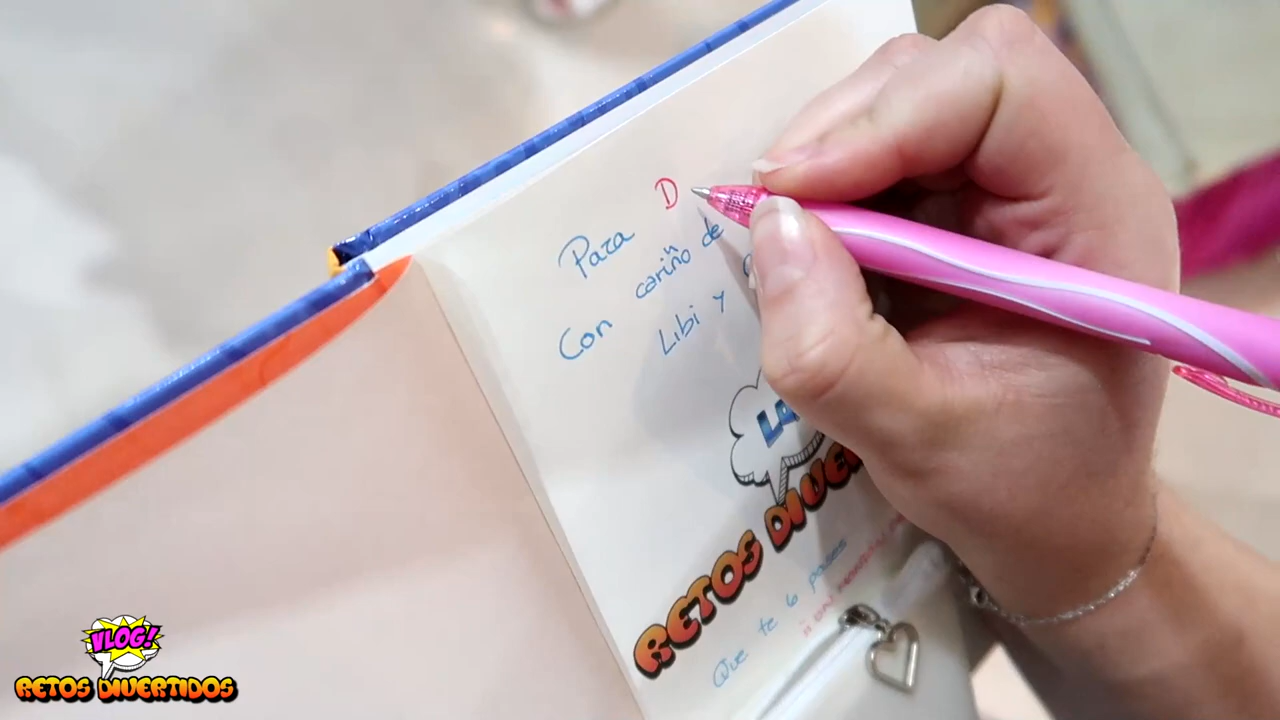 Para D
Con cariño de
Libi y
RETOS DIVER
Que te lo pases
VLOG!
RETOS DIVERTIDOS